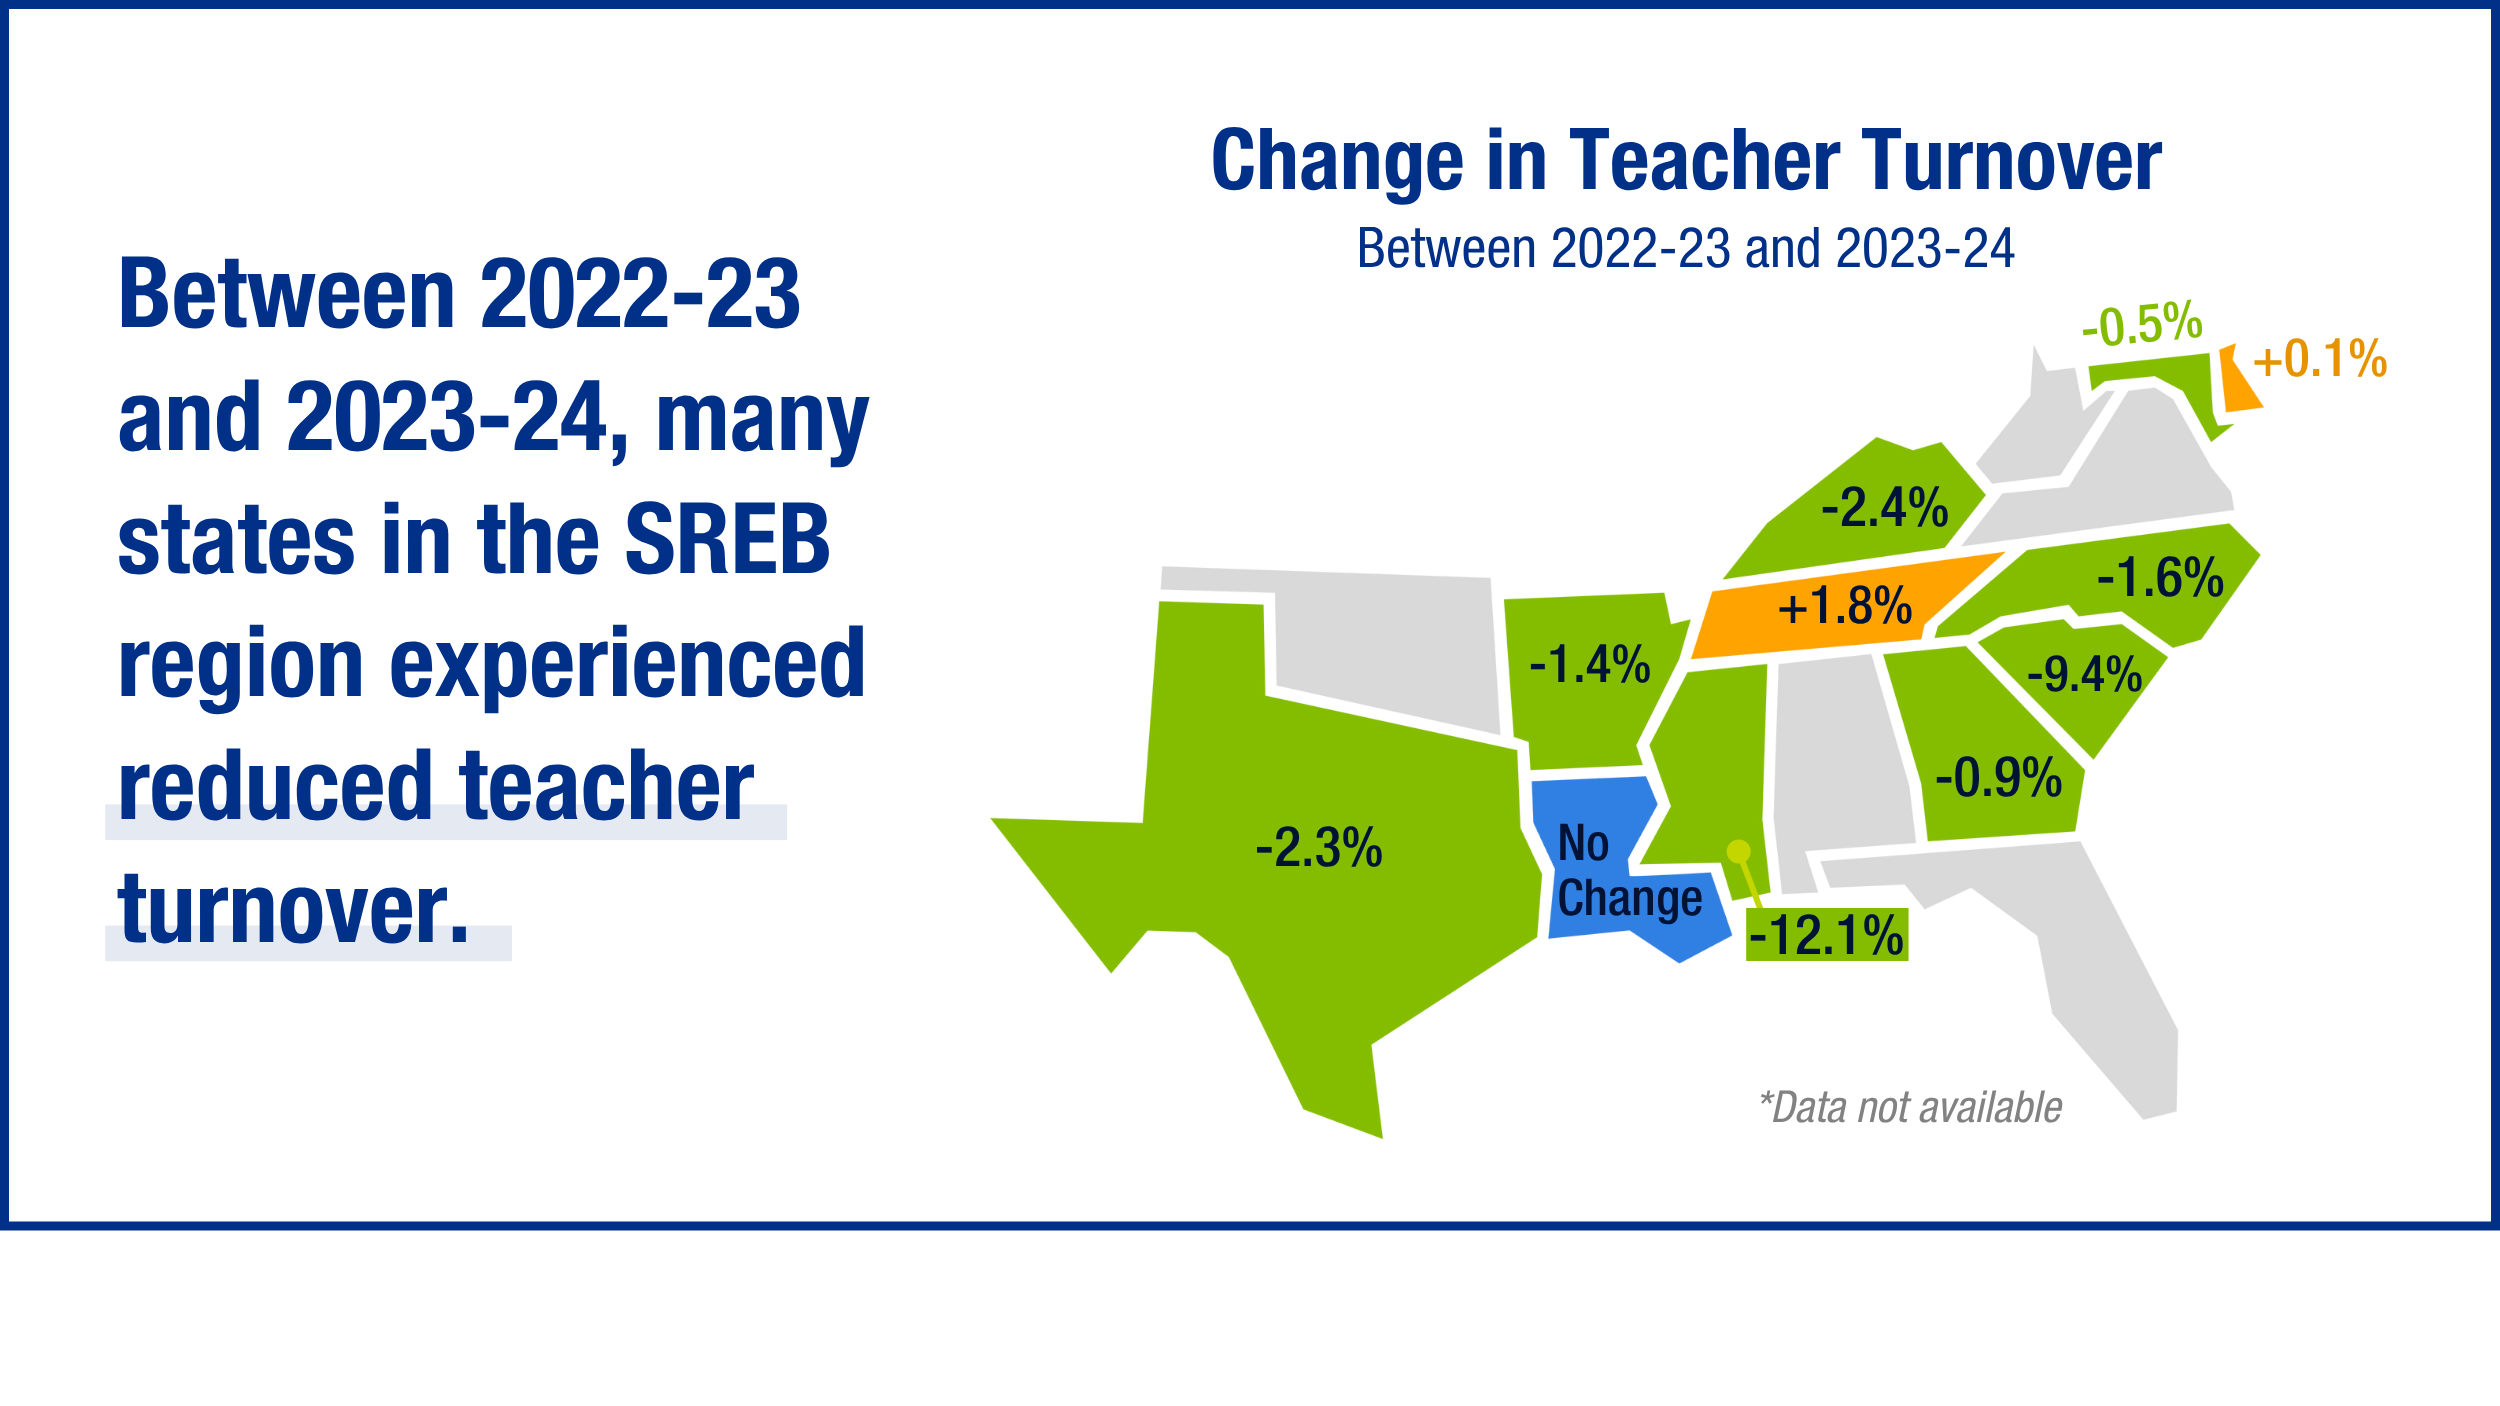 Between 2022-23
and 2023-24, many
states in the SREB
region experienced
reduced teacher
turnover.
Change in Teacher Turnover
Between 2022-23 and 2023-24
-0.5%
+0.1%
-2.4%
-1.6%
+1.8%
-1.4%
-9.4%
-0.9%
-2.3%
No
Change
-12.1%
*Data not available